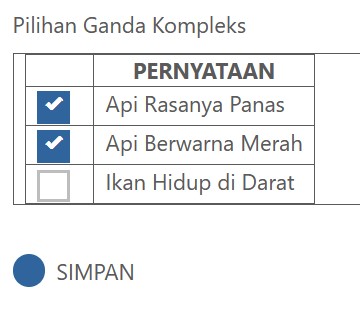 Pilihan Ganda Kompleks
PERNYATAAN
Api Rasanya Panas
Api Berwarna Merah
Ikan Hidup di Darat
SIMPAN